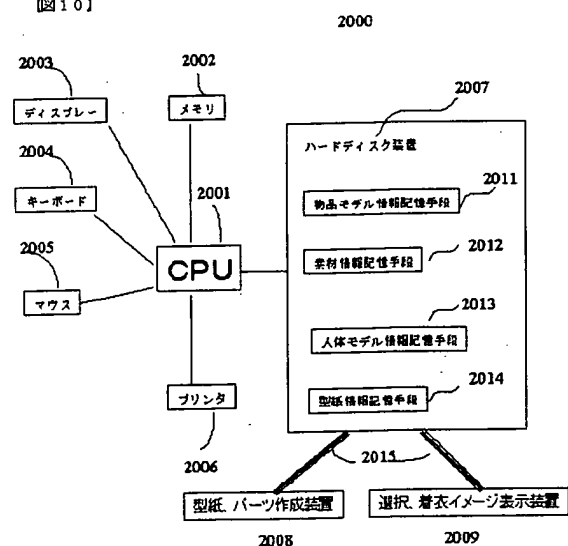 【図10】
2000
2003
2002
2007
ディスプレー
メモリ
ハードディスク装置
2004
2011
キーボード
2001
物品モデル情報記憶手段
2005
CPU
2012
素材情報記憶手段
マウス
2013
人体モデル情報記憶手段
プリンタ
2014
型紙情報記憶手段
2006
2015
型紙、パーツ作成装置
選択、着衣イメージ表示装置
2008
2009